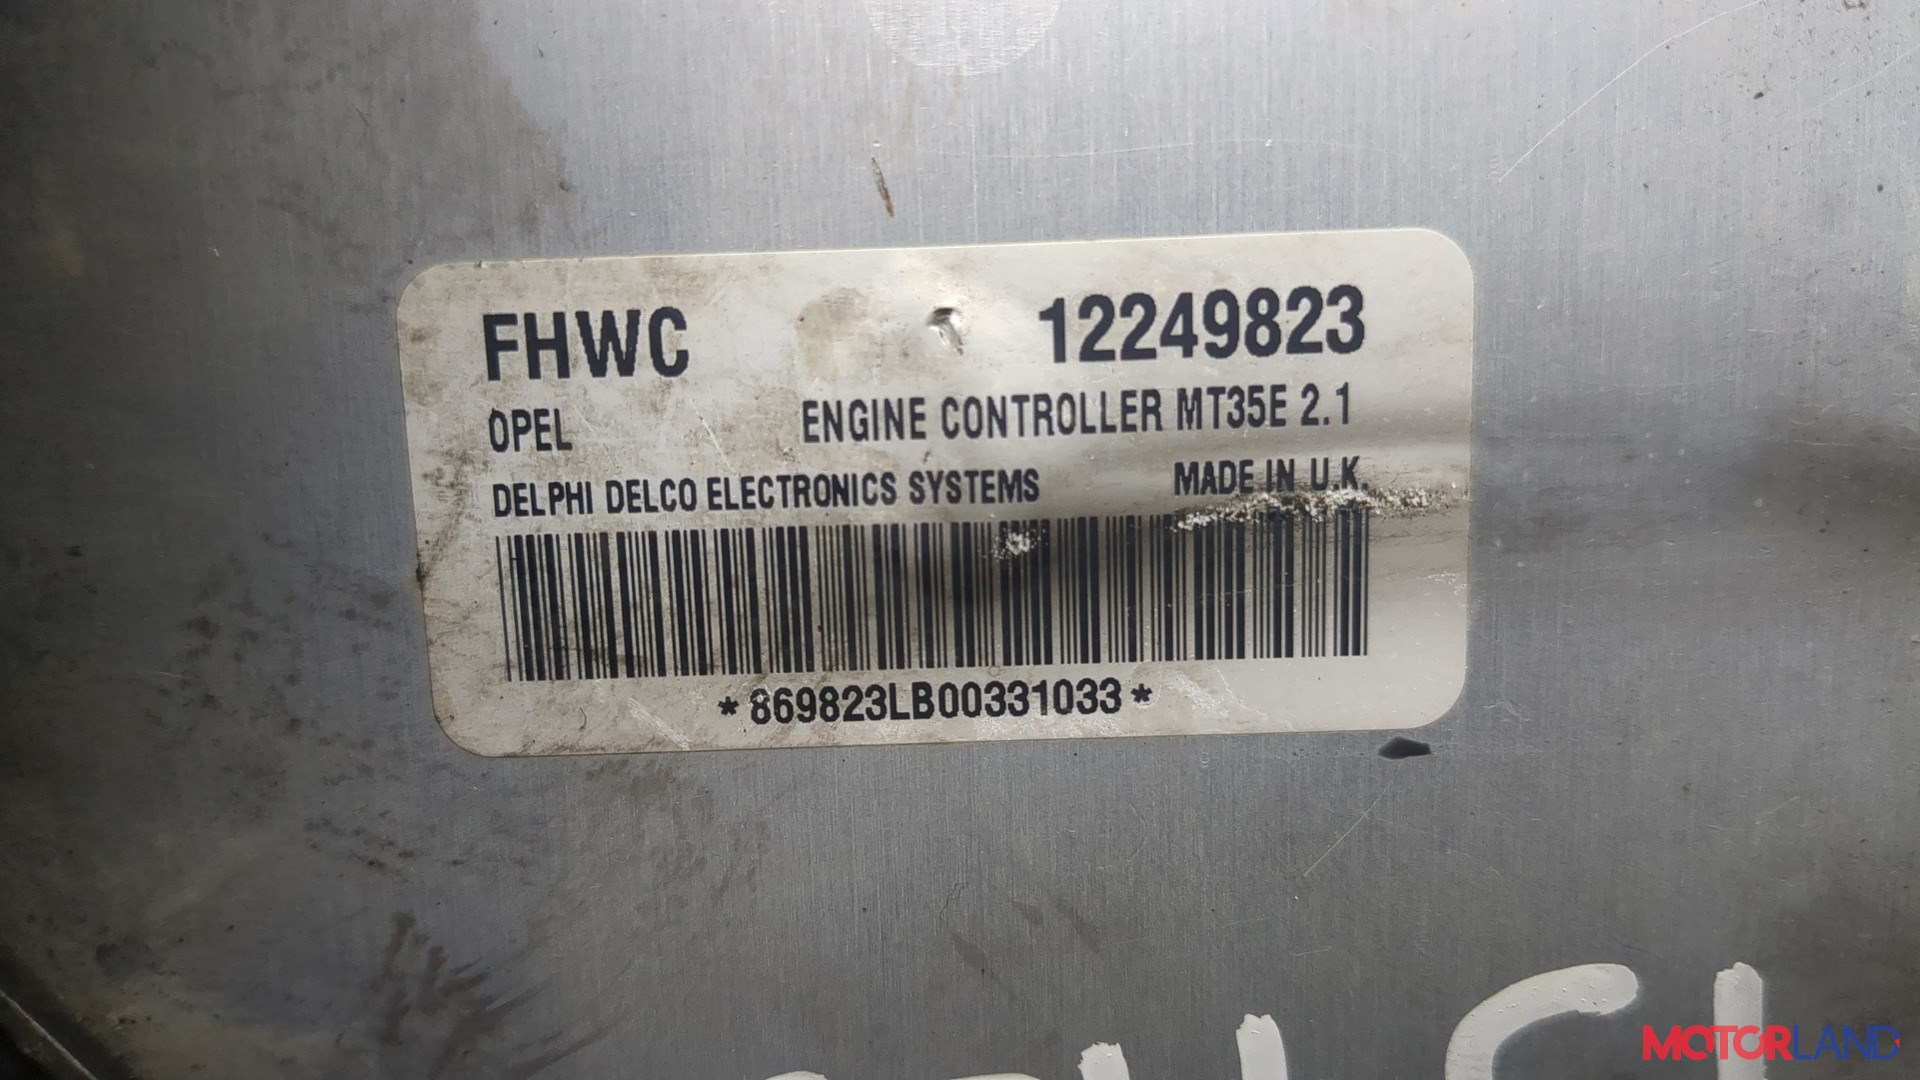 FHWC 12249823
OPEL ENGINE CONTROLLER MT35E 2.1
DELPHI DELCO ELECTRONICS SYSTEMS MADE IN U.K.
*869823LB00331033*
MOTORLAND